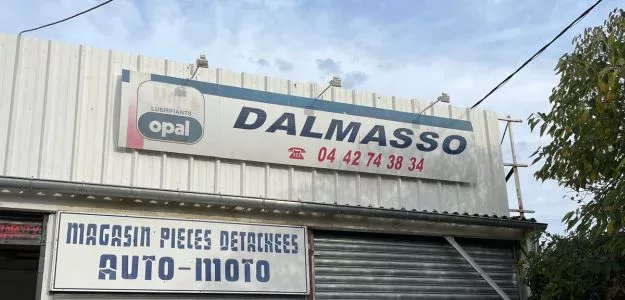 LUBRIFIANTS
opal
DALMASSO
04 42 74 38 34
MAGASIN PIECES DETACHEES
AUTO-MOTO